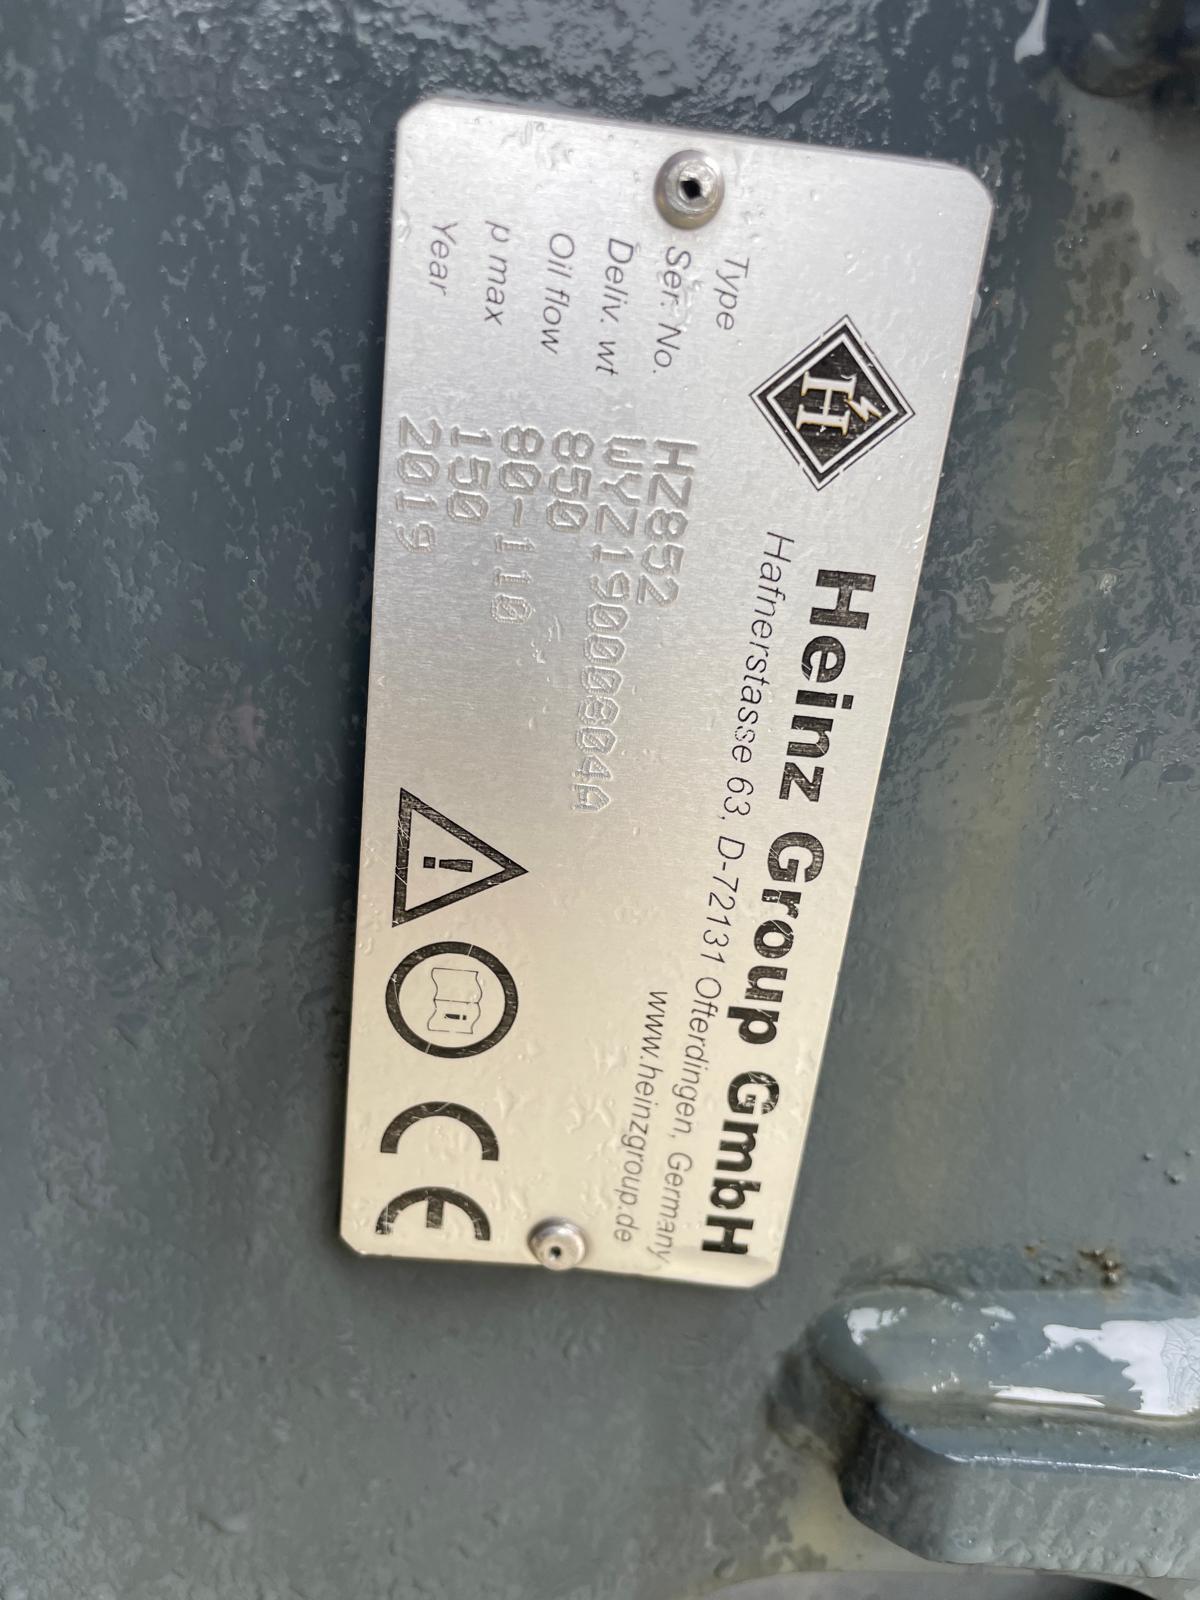 H
Heinz Group GmbH
Hafnerstasse 63, D-72131 Ofterdingen, Germany
www.heinzgroup.de
Type HZ852
Ser. No. WYZ19000S04A
Deliv. wt 850
Oil flow 80-110
p max 150
Year 2019
CE